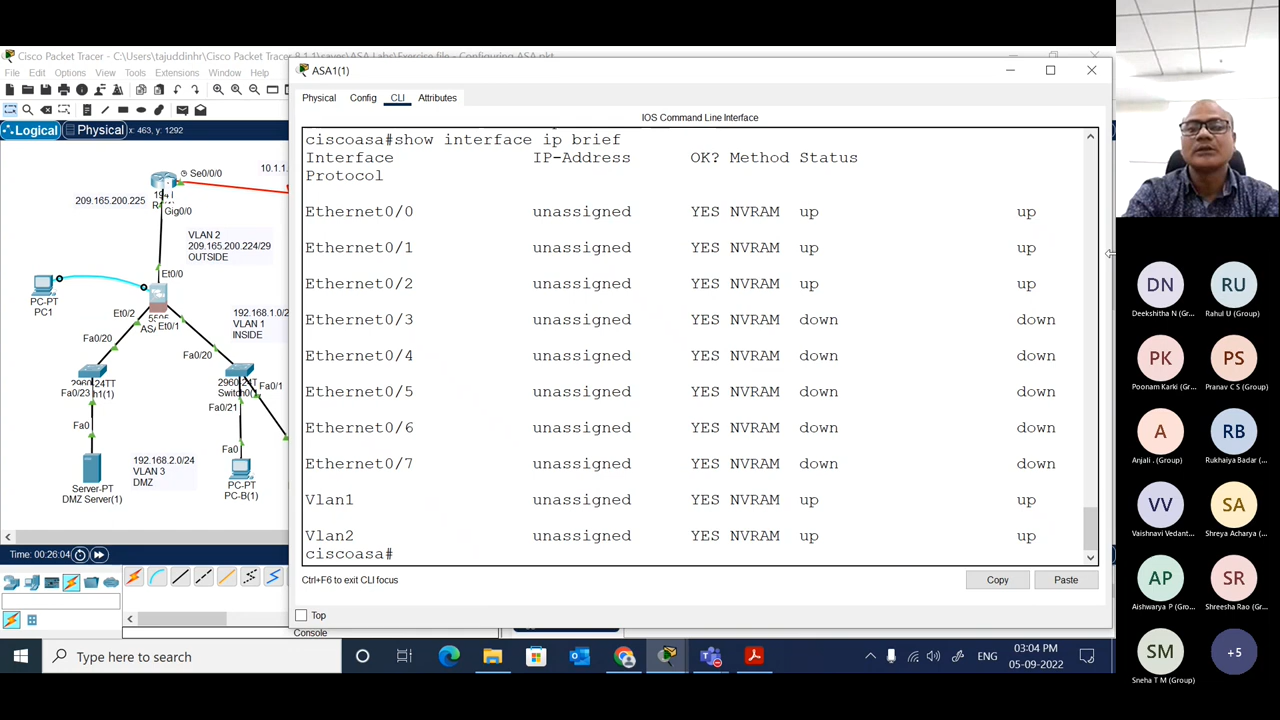 Cisco Packet Tracer - C:\Users\tajuddinhr\Cisco Packet Tracer 8.1.1\saves\ASA Labs\Exercise file - Configuring ASA.pkt
File Edit Options View Tools Extensions Window Help
Logical Physical x: 463, y: 1292
ASA1(1)
Physical Config CLI Attributes
IOS Command Line Interface
ciscoasa#show interface ip brief
Interface IP-Address OK? Method Status
Protocol
Ethernet0/0 unassigned YES NVRAM up up
Ethernet0/1 unassigned YES NVRAM up up
Ethernet0/2 unassigned YES NVRAM up up
Ethernet0/3 unassigned YES NVRAM down down
Ethernet0/4 unassigned YES NVRAM down down
Ethernet0/5 unassigned YES NVRAM down down
Ethernet0/6 unassigned YES NVRAM down down
Ethernet0/7 unassigned YES NVRAM down down
Vlan1 unassigned YES NVRAM up up
Vlan2 unassigned YES NVRAM up up
ciscoasa#
Ctrl+F6 to exit CLI focus
Copy Paste
Top
Se0/0/0
10.1.1.
209.165.200.225
Gig0/0
VLAN 2
209.165.200.224/29
OUTSIDE
Et0/0
PC-PT
PC1
5505
Et0/2
Et0/1
192.168.1.0/2
VLAN 1
INSIDE
Fa0/20
Fa0/20
Fa0/23
Fa0/1
Fa0/21
Fa0
Fa0
192.168.2.0/24
VLAN 3
DMZ
Server-PT
DMZ Server(1)
PC-PT
PC-B(1)
Time: 00:26:04
Console
Type here to search
ENG
03:04 PM
05-09-2022
DN
Deekshitha N (Gr...
RU
Rahul U (Group)
PK
Poonam Karki (Gr...
PS
Pranav C S (Group)
A
Anjali . (Group)
RB
Rukhaiya Badar (...
VV
Vaishnavi Vedant...
SA
Shreya Acharya (...
AP
Aishwarya P (Gro...
SR
Shreesha Rao (Gr...
SM
Sneha T M (Group)
+5